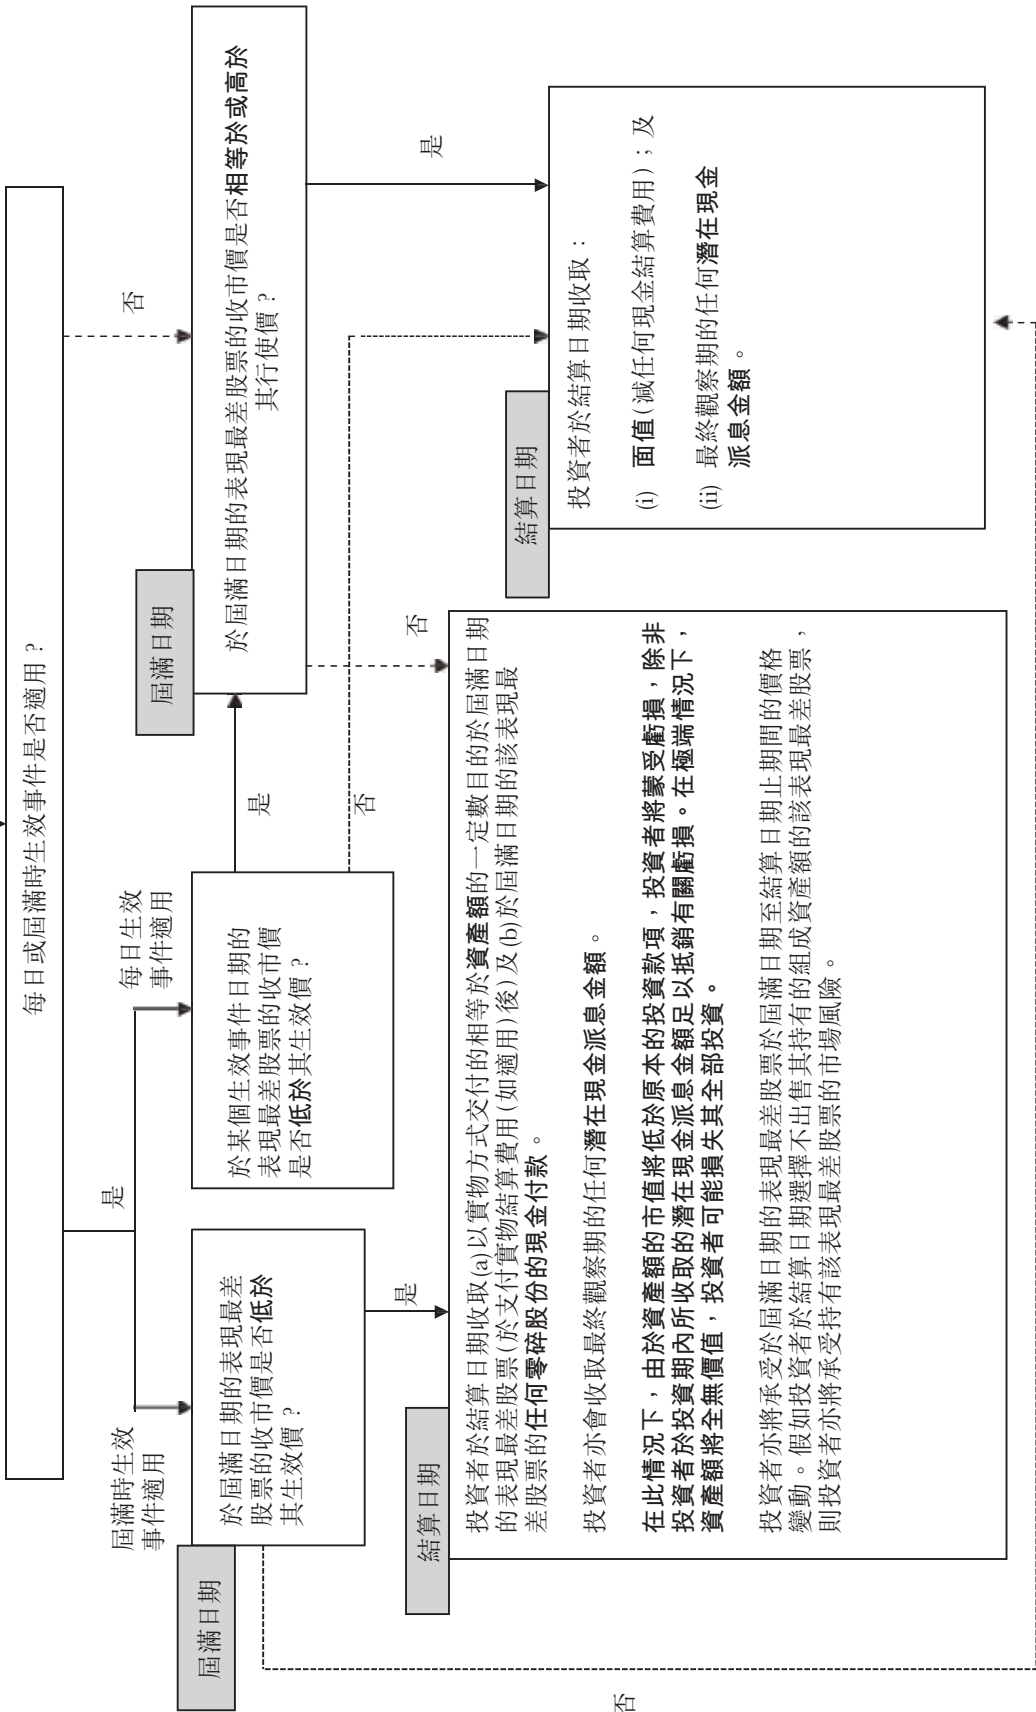 每日或屆滿時生效事件是否適用？
是
否
屆滿時生效
事件適用
每日生效
事件適用
屆滿日期
於屆滿日期的表現最差
股票的收市價是否低於
其生效價？
於某個生效事件日期的
表現最差股票的收市價
是否低於其生效價？
是
否
屆滿日期
於屆滿日期的表現最差股票的收市價是否相等於或高於
其行使價？
是
否
是
否
結算日期
投資者於結算日期收取(a)以實物方式交付的相等於資產額的一定數目的於屆滿日期
的表現最差股票(於支付實物結算費用(如適用)後)及(b)於屆滿日期的該表現最
差股票的任何零碎股份的現金付款。
投資者亦會收取最終觀察期的任何潛在現金派息金額。
在此情況下，由於資產額的市值將低於原本的投資款項，投資者將蒙受虧損，除非
投資者於投資期內所收取的潛在現金派息金額足以抵銷有關虧損。在極端情況下，
資產額將全無價值，投資者可能損失其全部投資。
投資者亦將承受於屆滿日期的表現最差股票於屆滿日期至結算日期止期間的價格
變動。假如投資者於結算日期選擇不出售其持有的組成資產額的該表現最差股票，
則投資者亦將承受持有該表現最差股票的市場風險。
結算日期
投資者於結算日期收取：
(i) 面值(減任何現金結算費用)；及
(ii) 最終觀察期的任何潛在現金
派息金額。